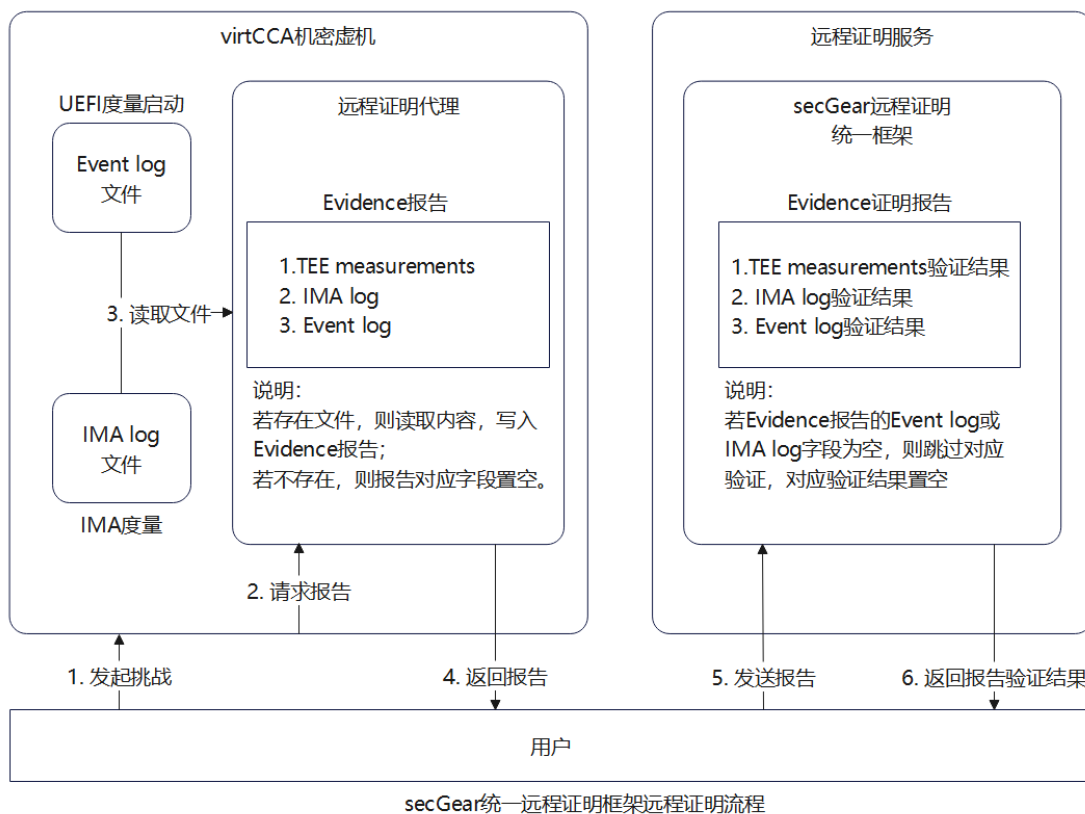 virtCCA机密虚机
UEFI度量启动
Event log
文件
3. 读取文件
IMA log
文件
IMA度量
远程证明代理
Evidence报告
1.TEE measurements
2. IMA log
3. Event log
说明：
若存在文件，则读取内容，写入
Evidence报告；
若不存在，则报告对应字段置空。
远程证明服务
secGear远程证明
统一框架
Evidence证明报告
1.TEE measurements验证结果
2. IMA log验证结果
3. Event log验证结果
说明：
若Evidence报告的Event log或
IMA log字段为空，则跳过对应
验证，对应验证结果置空
2. 请求报告
1. 发起挑战
4. 返回报告
5. 发送报告
6. 返回报告验证结果
用户
secGear统一远程证明框架远程证明流程